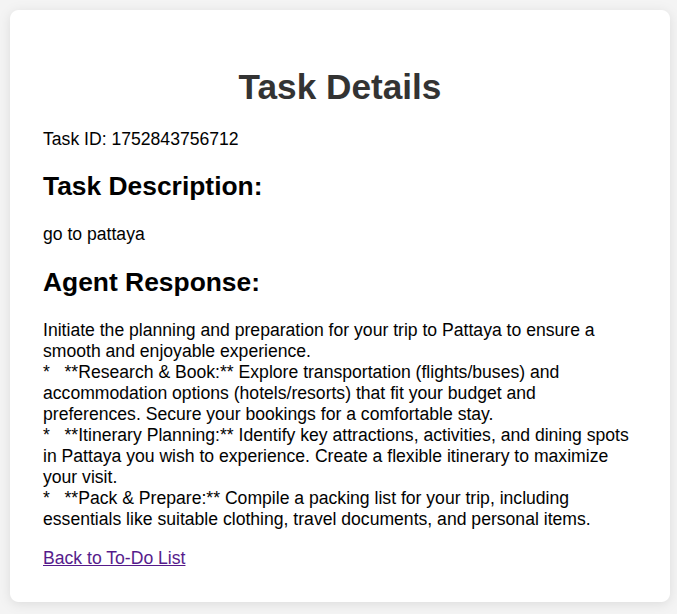 Task Details
Task ID: 1752843756712
Task Description:
go to pattaya
Agent Response:
Initiate the planning and preparation for your trip to Pattaya to ensure a
smooth and enjoyable experience.
*   **Research & Book:** Explore transportation (flights/buses) and
accommodation options (hotels/resorts) that fit your budget and
preferences. Secure your bookings for a comfortable stay.
*   **Itinerary Planning:** Identify key attractions, activities, and dining spots
in Pattaya you wish to experience. Create a flexible itinerary to maximize
your visit.
*   **Pack & Prepare:** Compile a packing list for your trip, including
essentials like suitable clothing, travel documents, and personal items.
Back to To-Do List